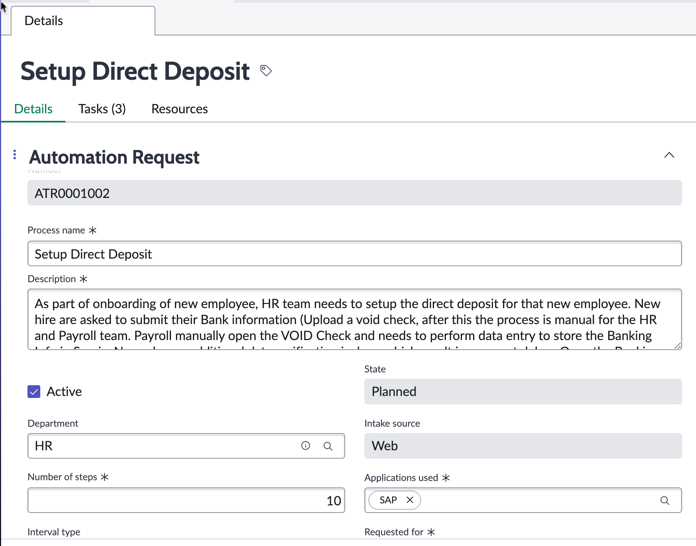 Details
Setup Direct Deposit
Details Tasks (3) Resources
Automation Request
Number
ATR0001002
Process name
Setup Direct Deposit
Description
As part of onboarding of new employee, HR team needs to setup the direct deposit for that new employee. New
hire are asked to submit their Bank information (Upload a void check, after this the process is manual for the HR
and Payroll team. Payroll manually open the VOID Check and needs to perform data entry to store the Banking
State
Active
Planned
Department
Intake source
HR
Web
Number of steps
Applications used
10
SAP
Interval type
Requested for